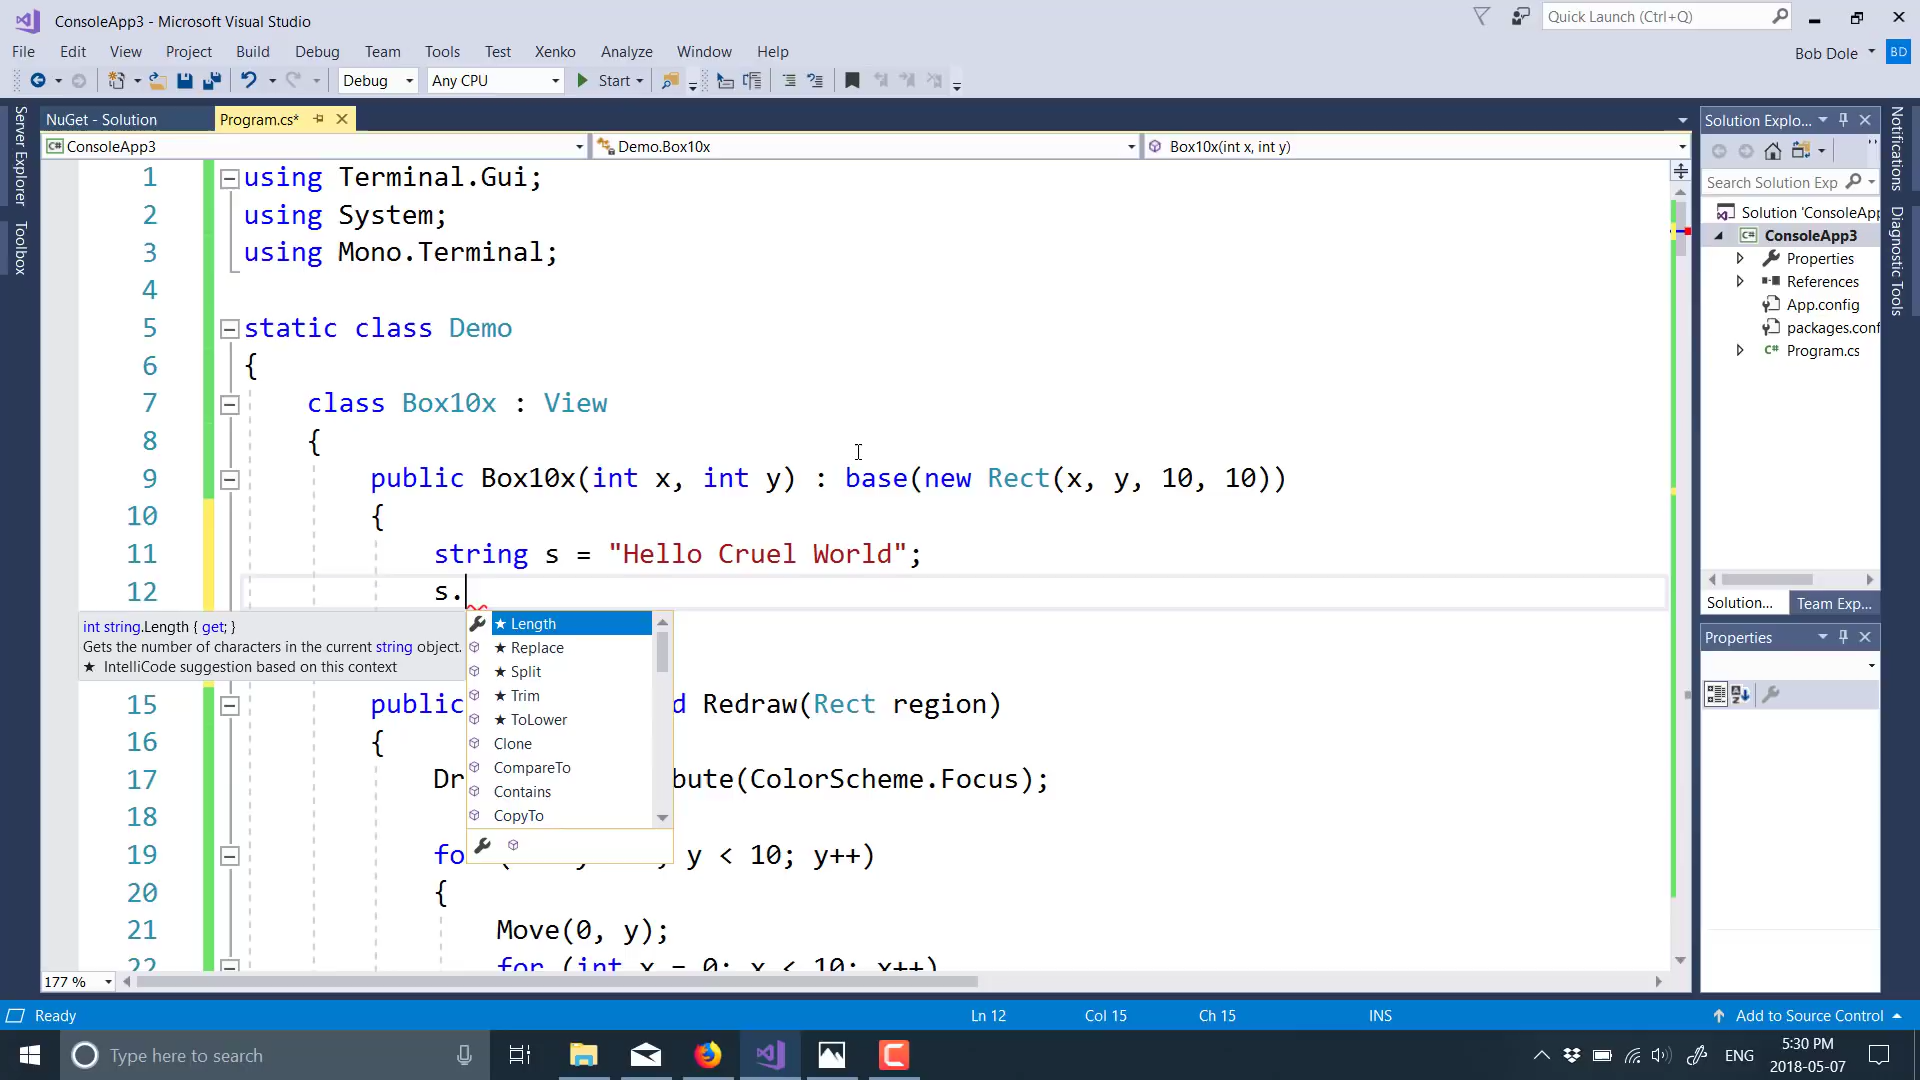 ConsoleApp3 - Microsoft Visual Studio
Quick Launch (Ctrl+Q)
File Edit View Project Build Debug Team Tools Test Xenko Analyze Window Help
Bob Dole BD
Debug Any CPU Start
Server Explorer
Toolbox
NuGet - Solution Program.cs*
ConsoleApp3 Demo.Box10x Box10x(int x, int y)
1 using Terminal.Gui;
2 using System;
3 using Mono.Terminal;
4
5 static class Demo
6 {
7 class Box10x : View
8 {
9 public Box10x(int x, int y) : base(new Rect(x, y, 10, 10))
10 {
11 string s = "Hello Cruel World";
12 s.
int string.Length { get; }
Gets the number of characters in the current string object.
★ IntelliCode suggestion based on this context
★ Length
★ Replace
★ Split
★ Trim
★ ToLower
Clone
CompareTo
Contains
CopyTo
15 public d Redraw(Rect region)
16 {
17 Dr bute(ColorScheme.Focus);
18
19 fo y < 10; y++)
20 {
21 Move(0, y);
22 for (int x = 0; x < 10; x++)
177 %
Solution Explo...
Search Solution Exp
Solution 'ConsoleApp
ConsoleApp3
Properties
References
App.config
packages.conf
Program.cs
Solution... Team Exp...
Properties
Notifications
Diagnostic Tools
Ready Ln 12 Col 15 Ch 15 INS Add to Source Control
Type here to search
ENG
5:30 PM
2018-05-07